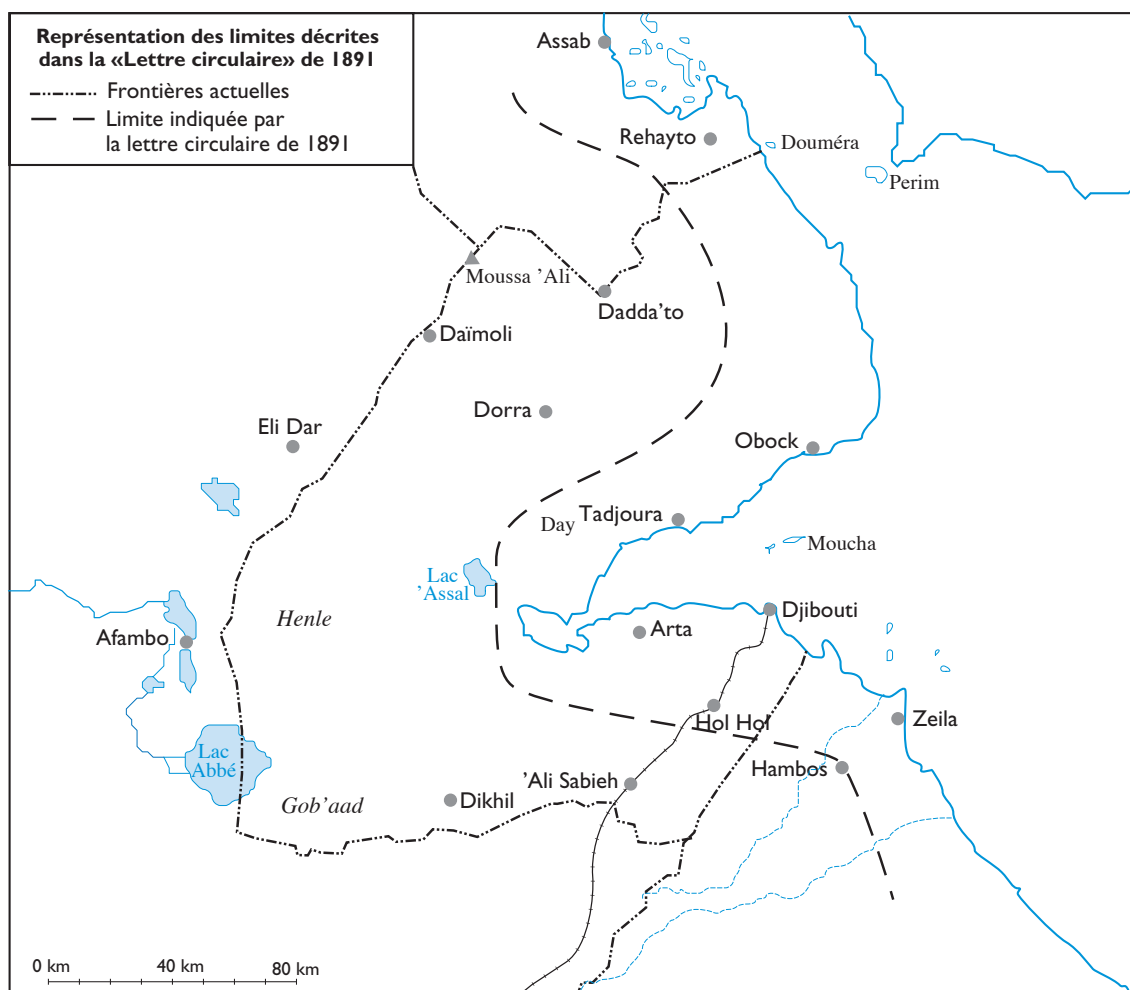 Représentation des limites décrites
dans la «Lettre circulaire» de 1891
Frontières actuelles
Limite indiquée par
la lettre circulaire de 1891
Assab
Rehayto
Douméra
Perim
Moussa ’Ali
Dadda’to
Daïmoli
Dorra
Eli Dar
Obock
Day
Tadjoura
Moucha
Lac
’Assal
Henle
Djibouti
Afambo
Arta
Hol Hol
Zeila
Lac
Abbé
’Ali Sabieh
Hambos
Gob’aad
Dikhil
0 km
40 km
80 km